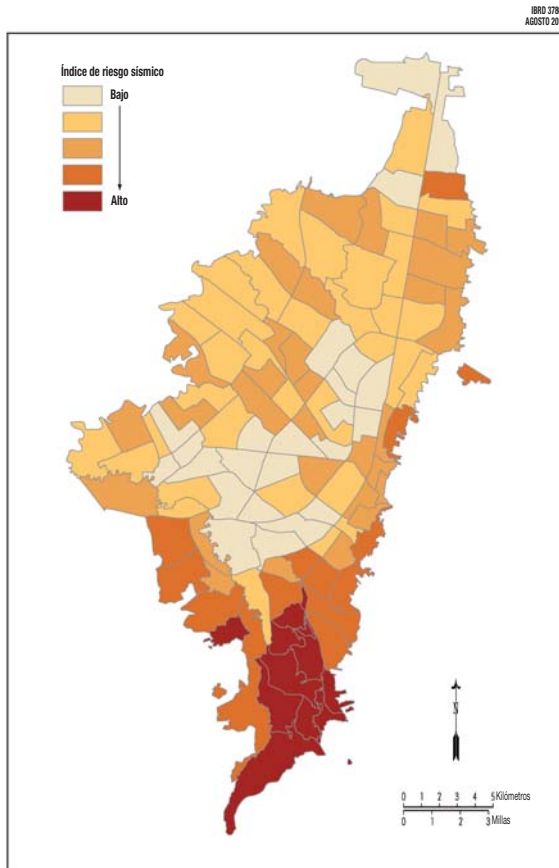 IBRD 378
AGOSTO 20
Índice de riesgo sísmico
Bajo
Alto
N
0 1 2 3 4 5 Kilómetros
0 1 2 3 Millas